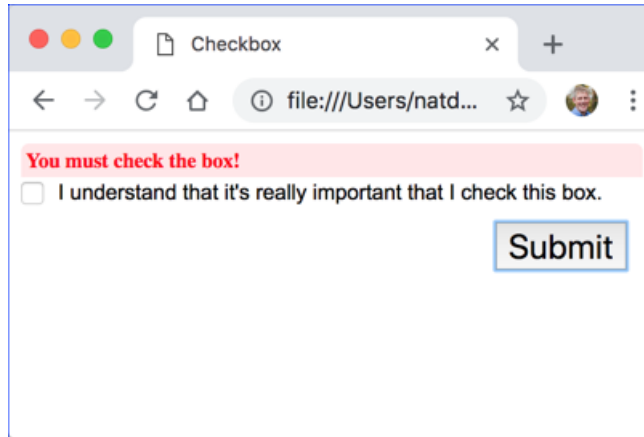 Checkbox
file:///Users/natd...
You must check the box!
I understand that it's really important that I check this box.
Submit